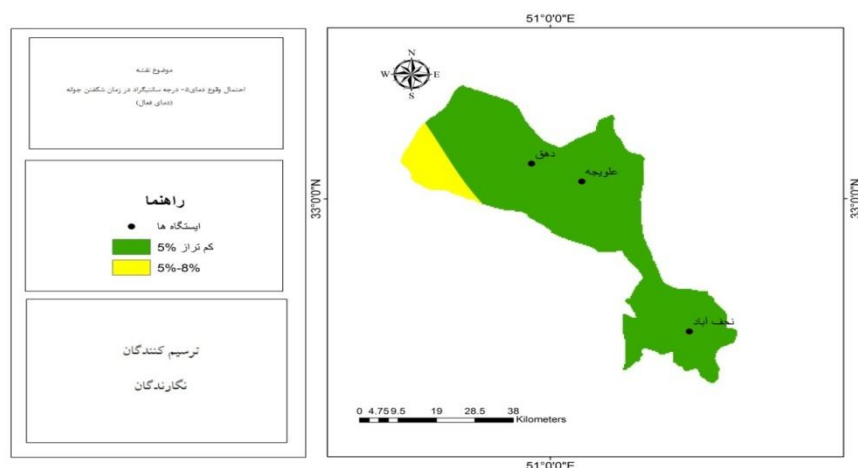 موضوع نقشه
احتمال وقوع دمای5- درجه سانتیگراد در زمان شکفتن جوانه
(دمای فعال)
راهنما
ایستگاه ها
کم تراز 5%
5%-8%
ترسیم کنندگان
نگارندگان
51°0'0"E
N
W
E
S
دهق
علویجه
33°0'0"N
33°0'0"N
نجف آباد
0 4.75 9.5 19 28.5 38
Kilometers
51°0'0"E